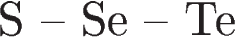 S – Se – Te